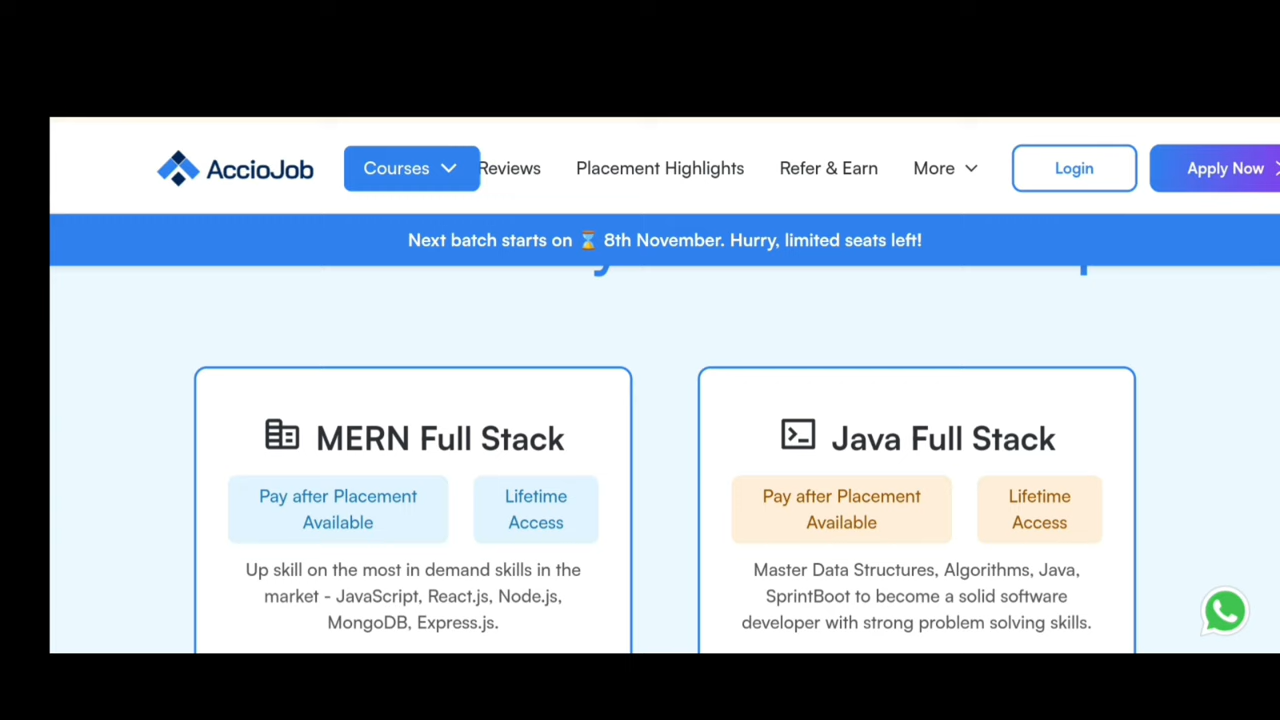 AccioJob Courses Reviews Placement Highlights Refer & Earn More Login Apply Now
Next batch starts on ⌛ 8th November. Hurry, limited seats left!
MERN Full Stack
Pay after Placement
Available
Lifetime
Access
Up skill on the most in demand skills in the
market - JavaScript, React.js, Node.js,
MongoDB, Express.js.
Java Full Stack
Pay after Placement
Available
Lifetime
Access
Master Data Structures, Algorithms, Java,
SprintBoot to become a solid software
developer with strong problem solving skills.